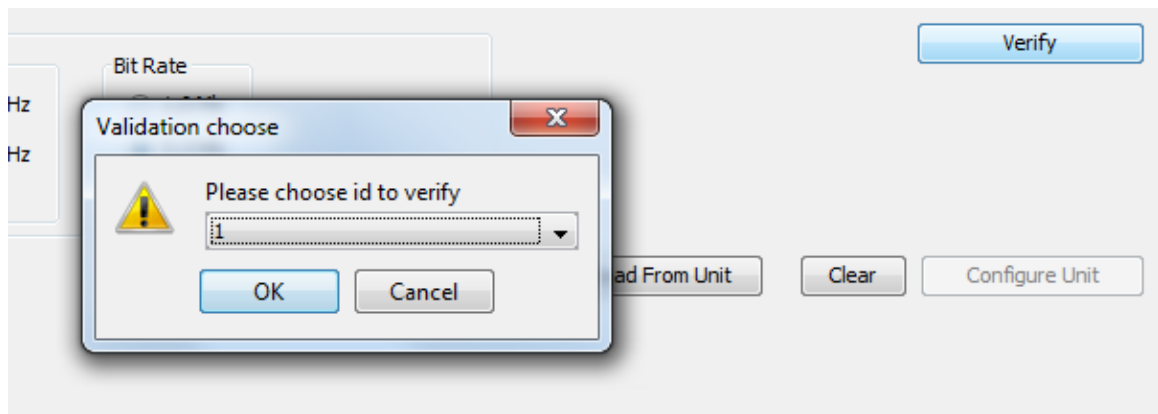 Verify
Bit Rate
Hz
Validation choose
Hz
Please choose id to verify
1
OK
Cancel
ad From Unit
Clear
Configure Unit